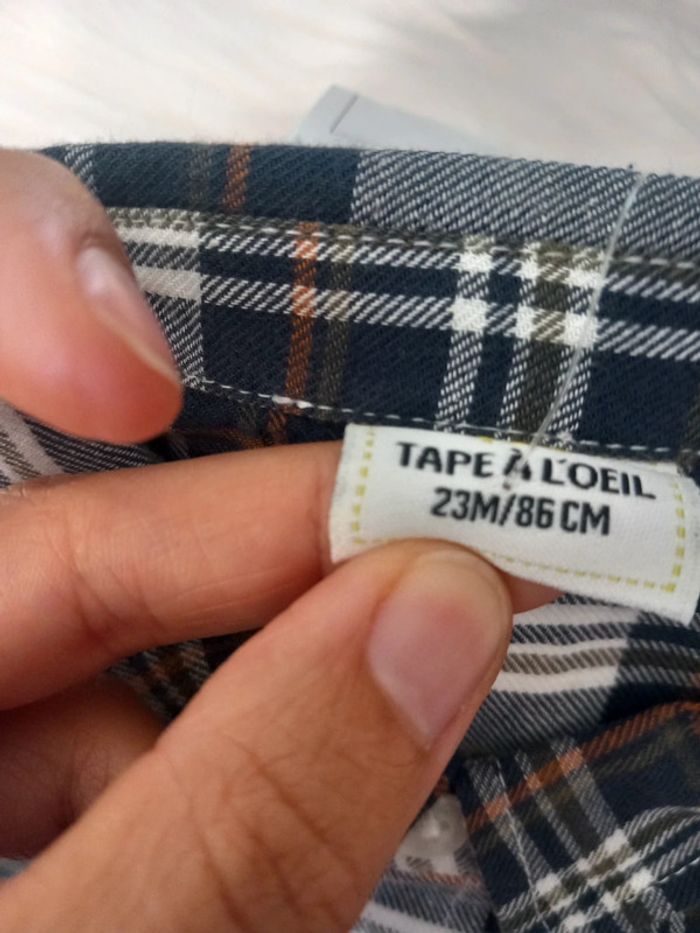 TAPE À L'OEIL
23M/86 CM